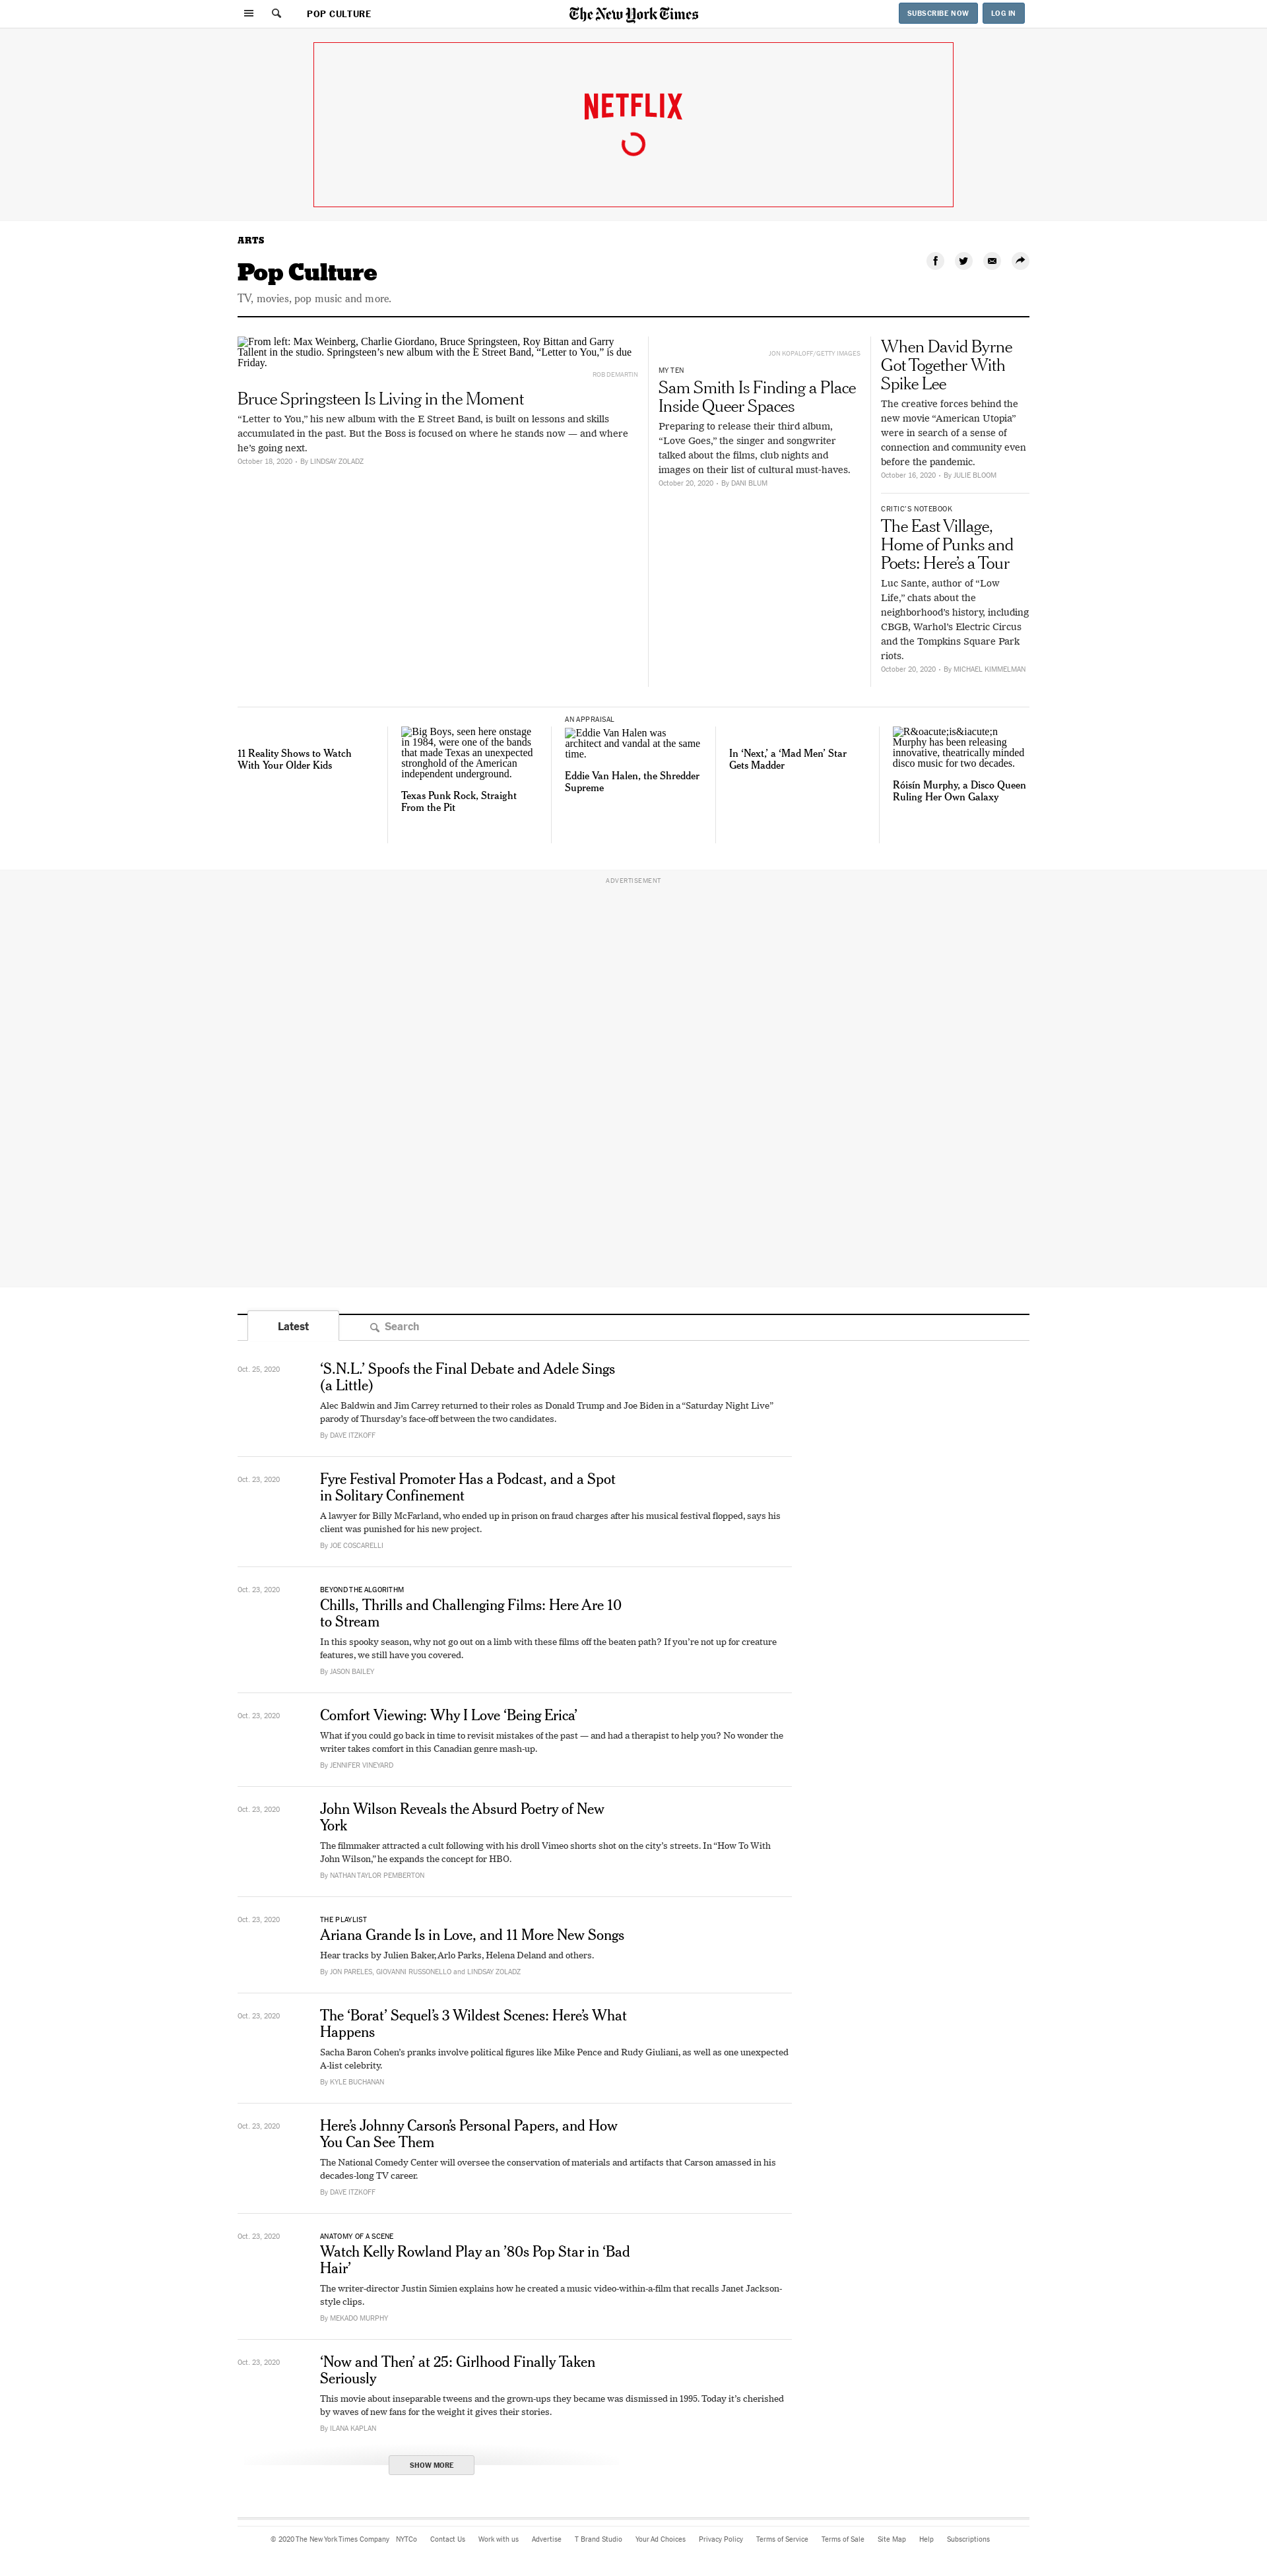 POP CULTURE
The New York Times
SUBSCRIBE NOW
LOG IN
NETFLIX
ARTS
Pop Culture
TV, movies, pop music and more.
From left: Max Weinberg, Charlie Giordano, Bruce Springsteen, Roy Bittan and Garry
Tallent in the studio. Springsteen’s new album with the E Street Band, “Letter to You,” is due
Friday.
ROB DEMARTIN
Bruce Springsteen Is Living in the Moment
“Letter to You,” his new album with the E Street Band, is built on lessons and skills
accumulated in the past. But the Boss is focused on where he stands now — and where
he’s going next.
October 18, 2020 - By LINDSAY ZOLADZ
JON KOPALOFF/GETTY IMAGES
MY TEN
Sam Smith Is Finding a Place
Inside Queer Spaces
Preparing to release their third album,
“Love Goes,” the singer and songwriter
talked about the films, club nights and
images on their list of cultural must-haves.
October 20, 2020 - By DANI BLUM
When David Byrne
Got Together With
Spike Lee
The creative forces behind the
new movie “American Utopia”
were in search of a sense of
connection and community even
before the pandemic.
October 16, 2020 - By JULIE BLOOM
CRITIC’S NOTEBOOK
The East Village,
Home of Punks and
Poets: Here’s a Tour
Luc Sante, author of “Low
Life,” chats about the
neighborhood’s history, including
CBGB, Warhol’s Electric Circus
and the Tompkins Square Park
riots.
October 20, 2020 - By MICHAEL KIMMELMAN
11 Reality Shows to Watch
With Your Older Kids
Big Boys, seen here onstage
in 1984, were one of the bands
that made Texas an unexpected
stronghold of the American
independent underground.
Texas Punk Rock, Straight
From the Pit
AN APPRAISAL
Eddie Van Halen was
architect and vandal at the same
time.
Eddie Van Halen, the Shredder
Supreme
In ‘Next,’ a ‘Mad Men’ Star
Gets Madder
R&oacute;is&iacute;n
Murphy has been releasing
innovative, theatrically minded
disco music for two decades.
Róisín Murphy, a Disco Queen
Ruling Her Own Galaxy
ADVERTISEMENT
Latest
Search
Oct. 25, 2020
‘S.N.L.’ Spoofs the Final Debate and Adele Sings
(a Little)
Alec Baldwin and Jim Carrey returned to their roles as Donald Trump and Joe Biden in a “Saturday Night Live”
parody of Thursday’s face-off between the two candidates.
By DAVE ITZKOFF
Oct. 23, 2020
Fyre Festival Promoter Has a Podcast, and a Spot
in Solitary Confinement
A lawyer for Billy McFarland, who ended up in prison on fraud charges after his musical festival flopped, says his
client was punished for his new project.
By JOE COSCARELLI
Oct. 23, 2020
BEYOND THE ALGORITHM
Chills, Thrills and Challenging Films: Here Are 10
to Stream
In this spooky season, why not go out on a limb with these films off the beaten path? If you’re not up for creature
features, we still have you covered.
By JASON BAILEY
Oct. 23, 2020
Comfort Viewing: Why I Love ‘Being Erica’
What if you could go back in time to revisit mistakes of the past — and had a therapist to help you? No wonder the
writer takes comfort in this Canadian genre mash-up.
By JENNIFER VINEYARD
Oct. 23, 2020
John Wilson Reveals the Absurd Poetry of New
York
The filmmaker attracted a cult following with his droll Vimeo shorts shot on the city’s streets. In “How To With
John Wilson,” he expands the concept for HBO.
By NATHAN TAYLOR PEMBERTON
Oct. 23, 2020
THE PLAYLIST
Ariana Grande Is in Love, and 11 More New Songs
Hear tracks by Julien Baker, Arlo Parks, Helena Deland and others.
By JON PARELES, GIOVANNI RUSSONELLO and LINDSAY ZOLADZ
Oct. 23, 2020
The ‘Borat’ Sequel’s 3 Wildest Scenes: Here’s What
Happens
Sacha Baron Cohen’s pranks involve political figures like Mike Pence and Rudy Giuliani, as well as one unexpected
A-list celebrity.
By KYLE BUCHANAN
Oct. 23, 2020
Here’s Johnny Carson’s Personal Papers, and How
You Can See Them
The National Comedy Center will oversee the conservation of materials and artifacts that Carson amassed in his
decades-long TV career.
By DAVE ITZKOFF
Oct. 23, 2020
ANATOMY OF A SCENE
Watch Kelly Rowland Play an ’80s Pop Star in ‘Bad
Hair’
The writer-director Justin Simien explains how he created a music video-within-a-film that recalls Janet Jackson-
style clips.
By MEKADO MURPHY
Oct. 23, 2020
‘Now and Then’ at 25: Girlhood Finally Taken
Seriously
This movie about inseparable tweens and the grown-ups they became was dismissed in 1995. Today it’s cherished
by waves of new fans for the weight it gives their stories.
By ILANA KAPLAN
SHOW MORE
© 2020 The New York Times Company NYTCo Contact Us Work with us Advertise T Brand Studio Your Ad Choices Privacy Policy Terms of Service Terms of Sale Site Map Help Subscriptions